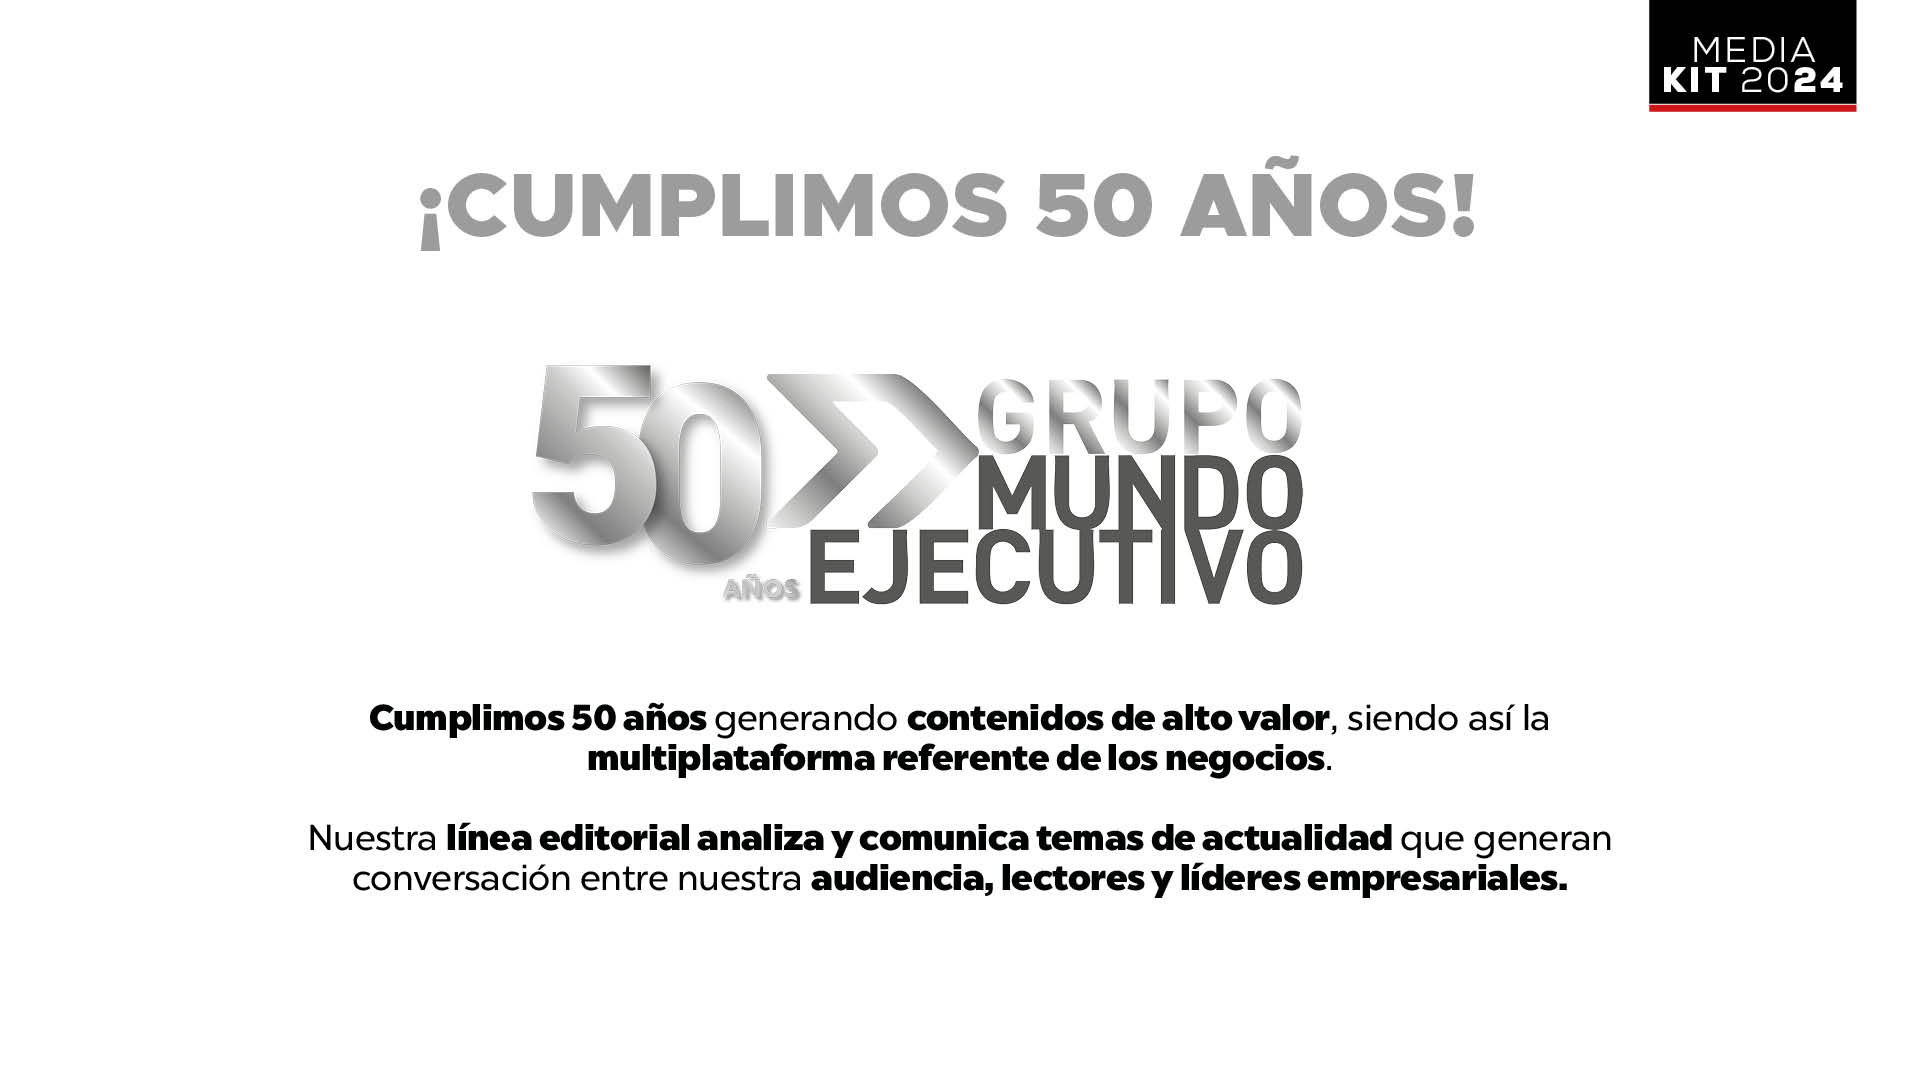 MEDIA
KIT 2024
¡CUMPLIMOS 50 AÑOS!
50
AÑOS
GRUPO
MUNDO
EJECUTIVO
Cumplimos 50 años generando contenidos de alto valor, siendo así la
multiplataforma referente de los negocios.
Nuestra línea editorial analiza y comunica temas de actualidad que generan
conversación entre nuestra audiencia, lectores y líderes empresariales.